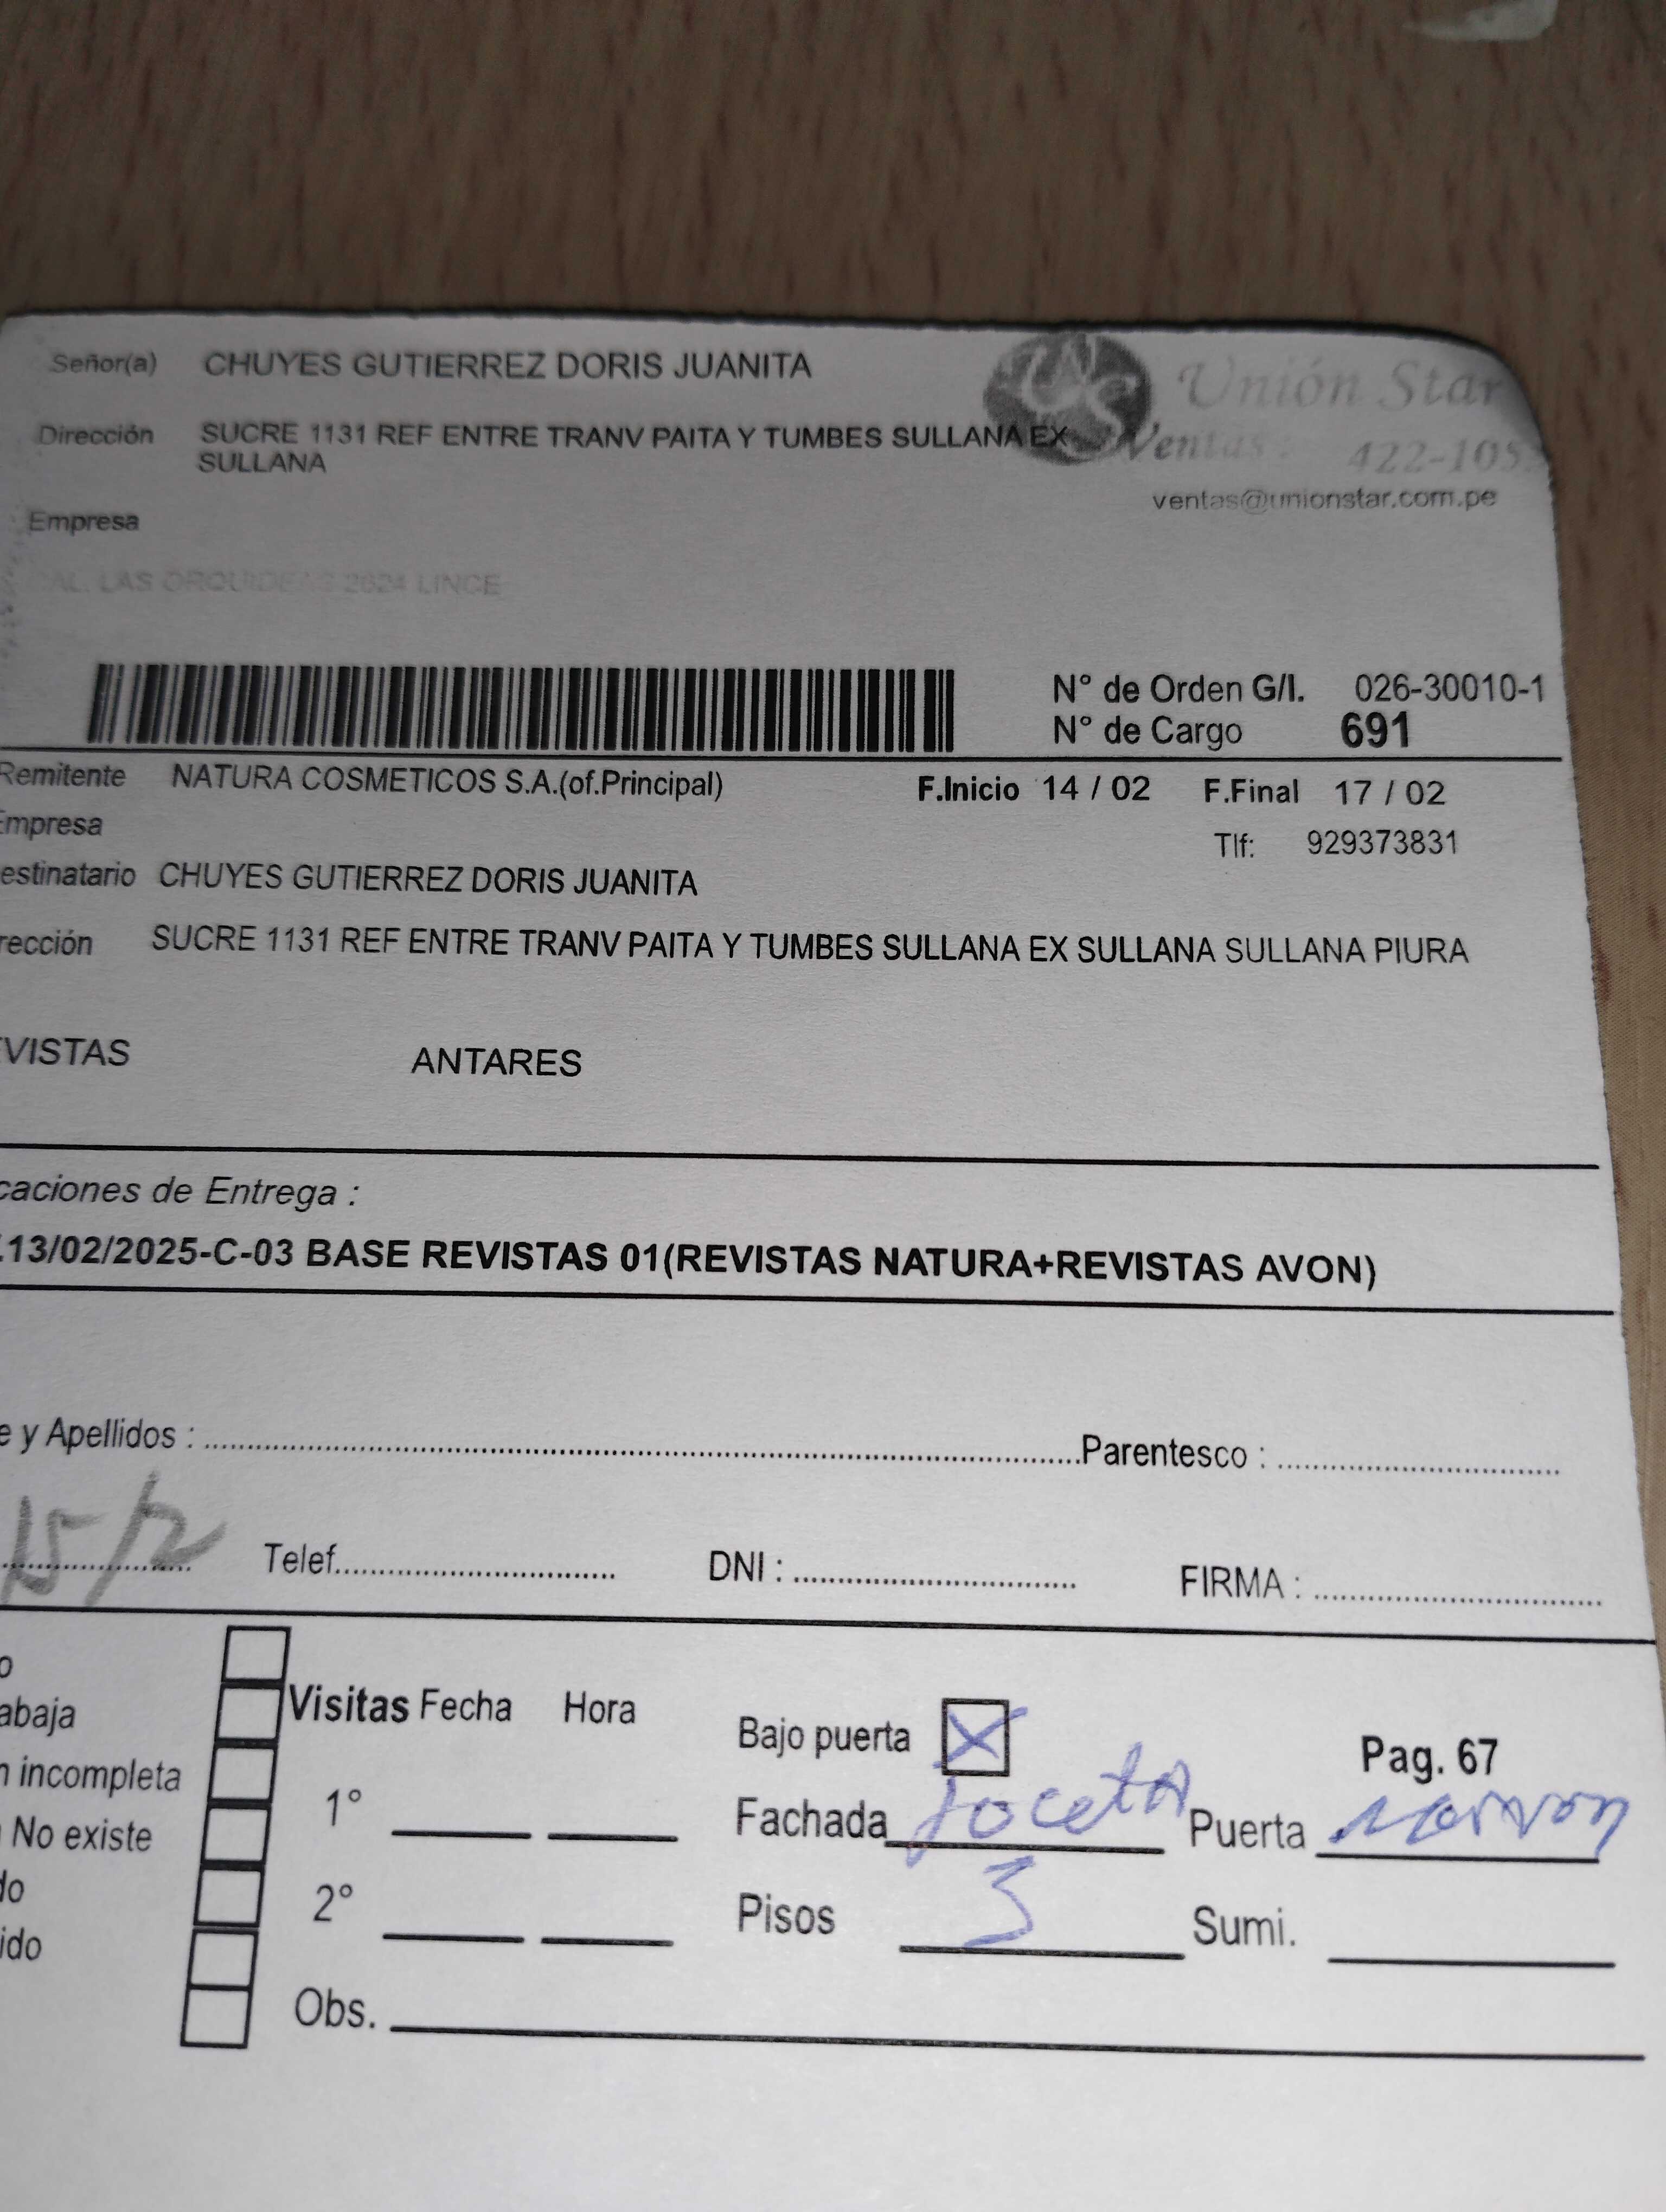 Señor(a) CHUYES GUTIERREZ DORIS JUANITA
Unión Star
Dirección SUCRE 1131 REF ENTRE TRANV PAITA Y TUMBES SULLANA EX
SULLANA
Ventas: 422-105
ventas@unionstar.com.pe
Empresa
AL. LAS ORQUIDEAS 2624 LINCE
N° de Orden G/I. 026-30010-1
N° de Cargo 691
Remitente NATURA COSMETICOS S.A.(of.Principal) F.Inicio 14 / 02 F.Final 17 / 02
Empresa
Tlf: 929373831
estinatario CHUYES GUTIERREZ DORIS JUANITA
rección SUCRE 1131 REF ENTRE TRANV PAITA Y TUMBES SULLANA EX SULLANA SULLANA PIURA
VISTAS ANTARES
caciones de Entrega :
.13/02/2025-C-03 BASE REVISTAS 01(REVISTAS NATURA+REVISTAS AVON)
e y Apellidos : Parentesco :
15/2 Telef. DNI : FIRMA :
o
abaja
n incompleta
No existe
do
ido
Visitas Fecha Hora
1°
2°
Obs.
Bajo puerta X Pag. 67
Fachada Puerta
Pisos 3 Sumi.